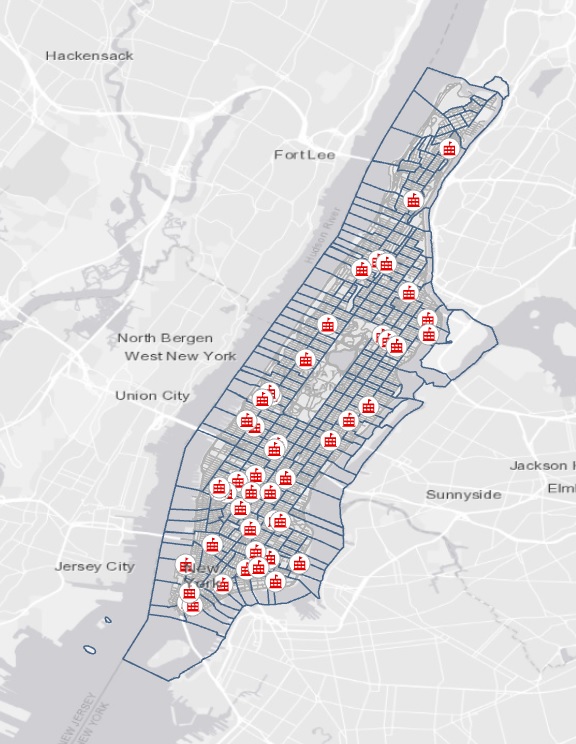 Hackensack
Fort Lee
Hudson River
North Bergen
West New York
Union City
Jackson H
Elm
Sunnyside
Jersey City
New
York
NEW JERSEY
NEW YORK